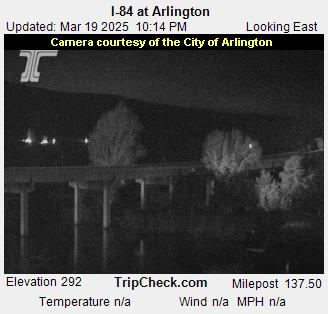 I-84 at Arlington
Updated: Mar 19 2025 10:14 PM Looking East
Camera courtesy of the City of Arlington
Elevation 292 TripCheck.com Milepost 137.50
Temperature n/a Wind n/a MPH n/a